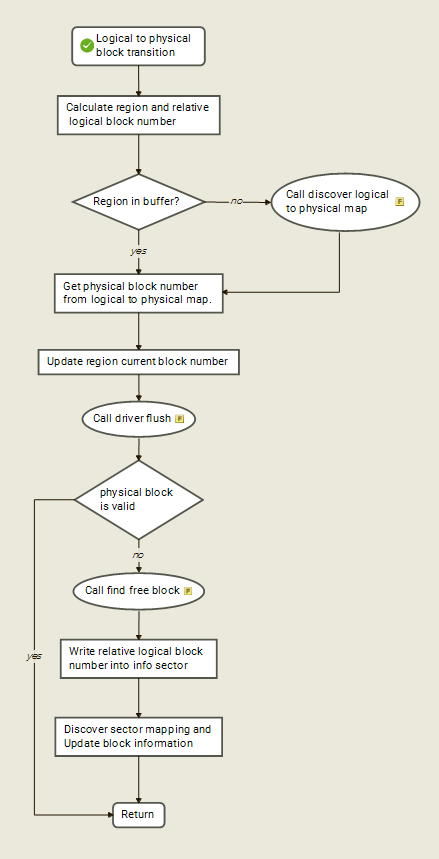 Logical to physical
block transition
Calculate region and relative
logical block number
Region in buffer?
no
Call discover logical
to physical map
F
yes
Get physical block number
from logical to physical map.
Update region current block number
Call driver flush F
physical block
is valid
no
Call find free block F
yes
Write relative logical block
number into info sector
Discover sector mapping and
Update block information
Return